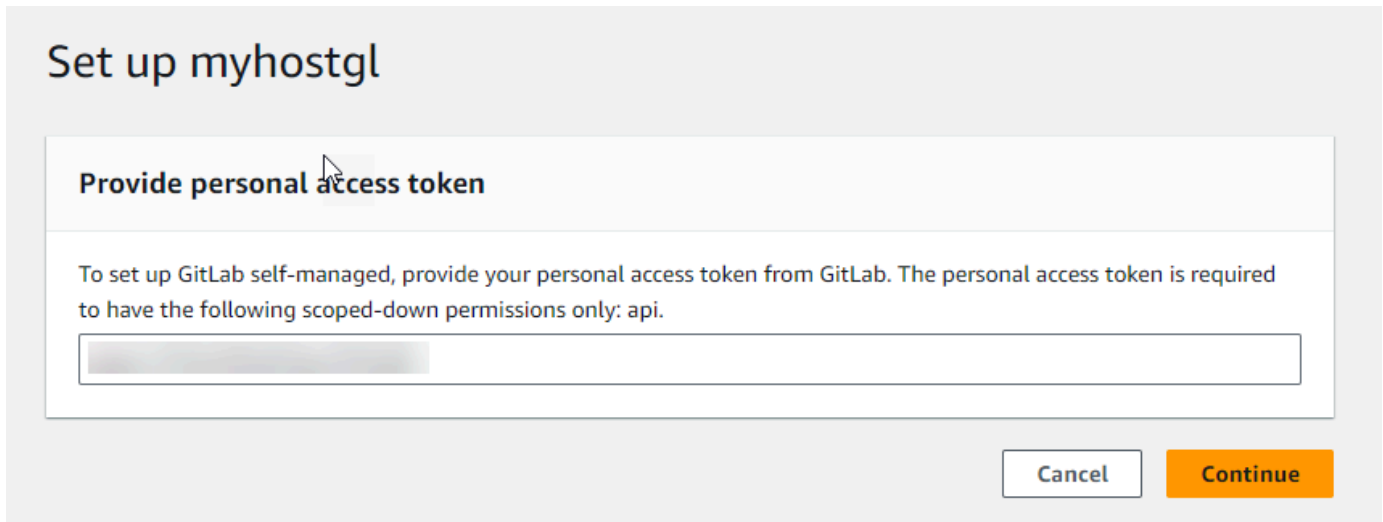 Set up myhostgl
Provide personal access token
To set up GitLab self-managed, provide your personal access token from GitLab. The personal access token is required
to have the following scoped-down permissions only: api.
Cancel
Continue